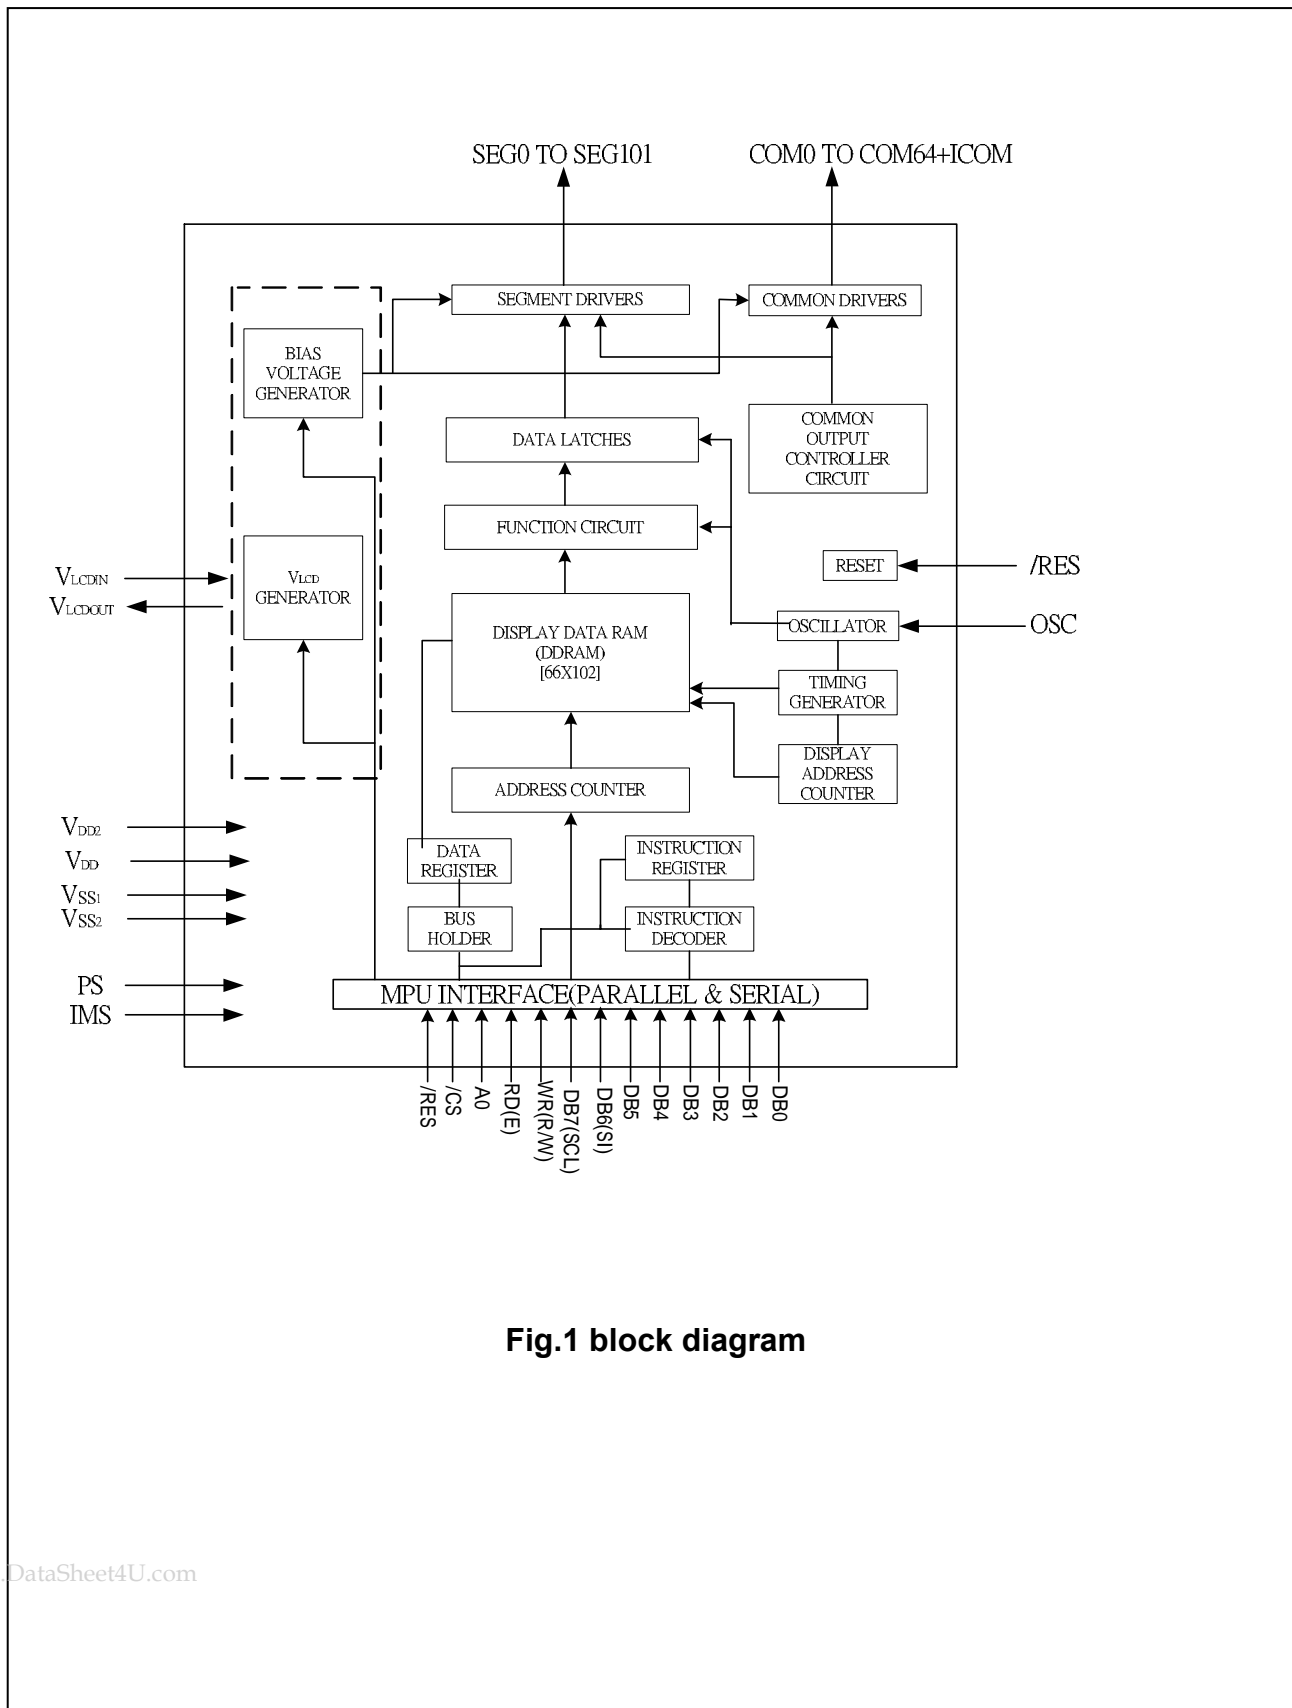 SEG0 TO SEG101
COM0 TO COM64+ICOM
SEGMENT DRIVERS
COMMON DRIVERS
BIAS
VOLTAGE
GENERATOR
DATA LATCHES
COMMON
OUTPUT
CONTROLLER
CIRCUIT
FUNCTION CIRCUIT
VLCDIN
VLCDOUT
VLCD
GENERATOR
RESET
/RES
OSCILLATOR
OSC
DISPLAY DATA RAM
(DDRAM)
[66X102]
TIMING
GENERATOR
DISPLAY
ADDRESS
COUNTER
ADDRESS COUNTER
VDD2
VDD
VSS1
VSS2
DATA
REGISTER
INSTRUCTION
REGISTER
BUS
HOLDER
INSTRUCTION
DECODER
PS
IMS
MPU INTERFACE(PARALLEL & SERIAL)
/RES
/CS
A0
RD(E)
WR(R/W)
DB7(SCL)
DB6(SI)
DB5
DB4
DB3
DB2
DB1
DB0
Fig.1 block diagram
.DataSheet4U.com